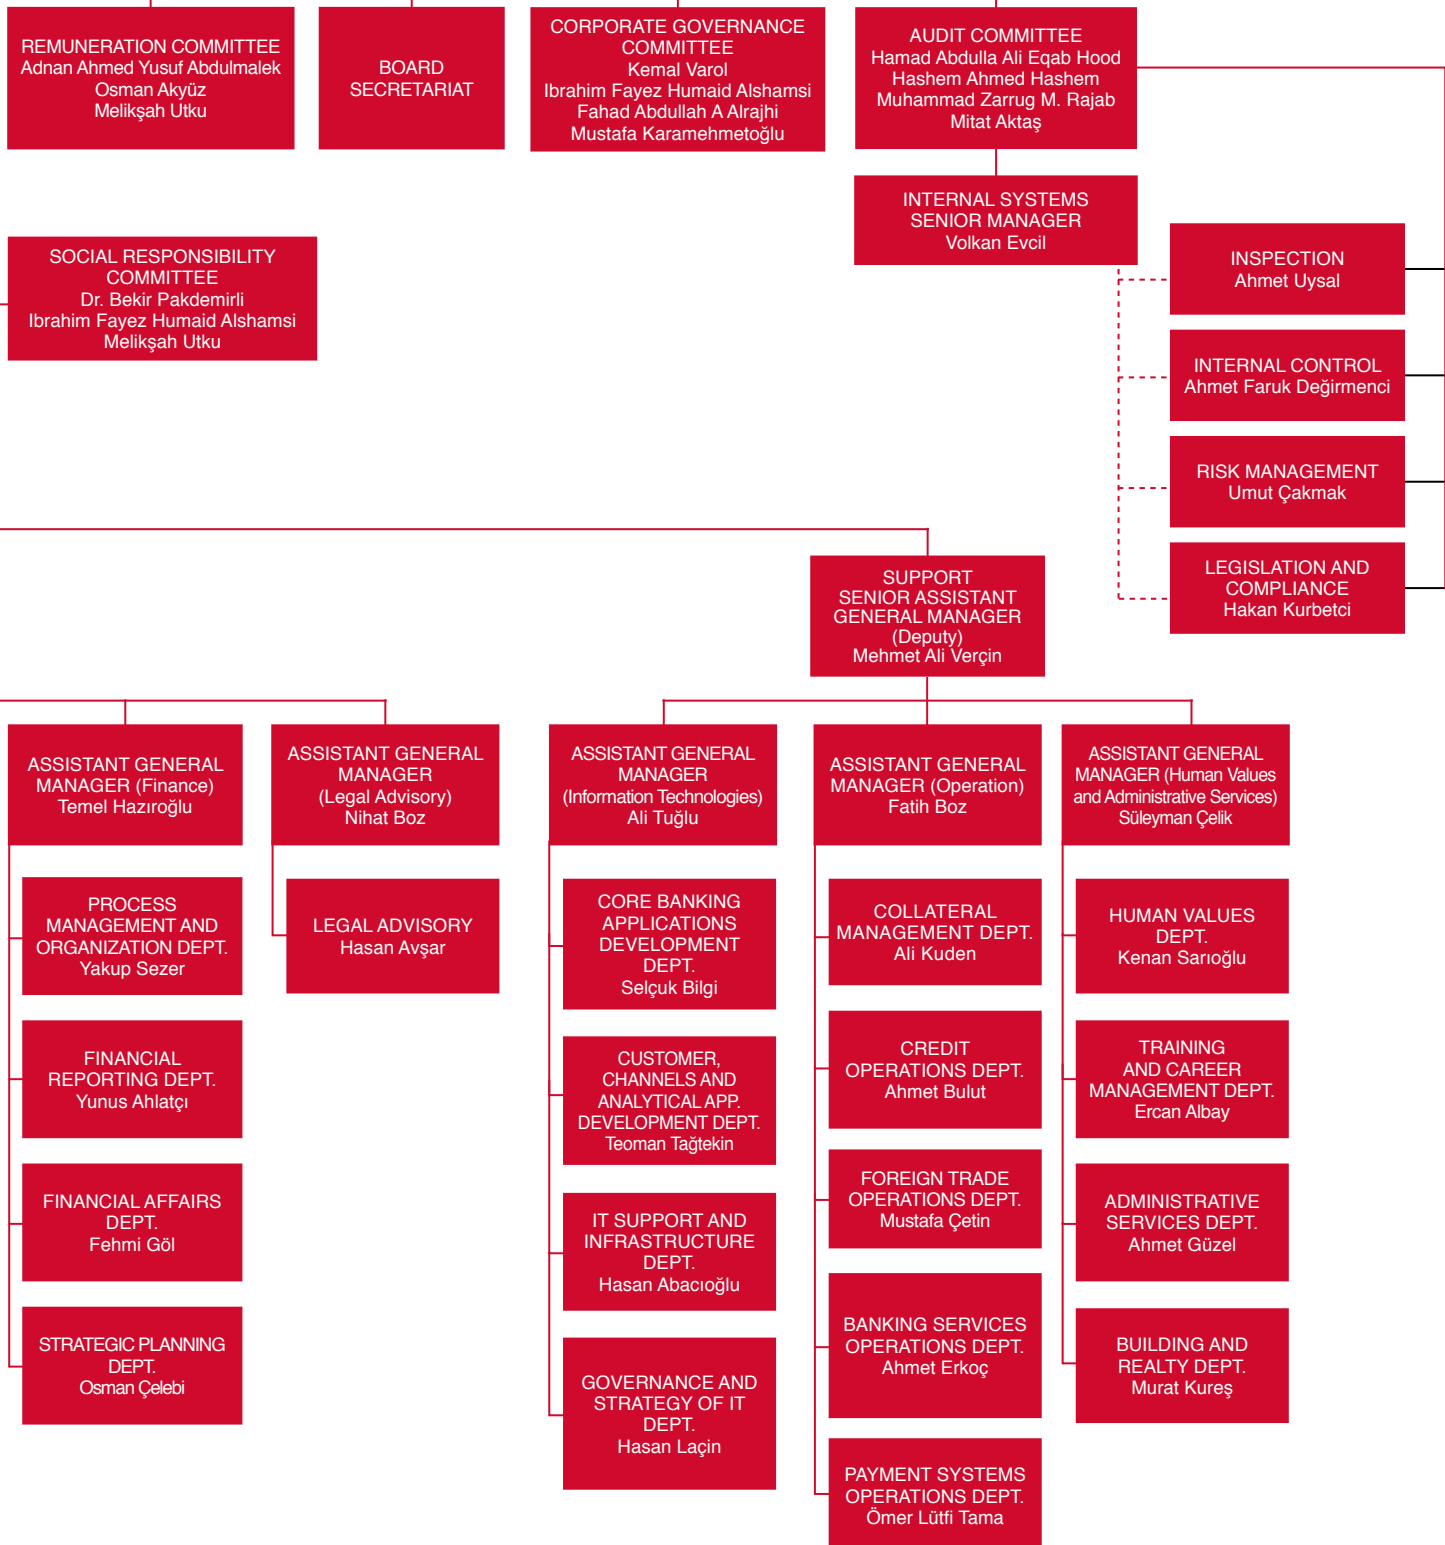 REMUNERATION COMMITTEE
Adnan Ahmed Yusuf Abdulmalek
Osman Akyüz
Melikşah Utku
BOARD
SECRETARIAT
CORPORATE GOVERNANCE
COMMITTEE
Kemal Varol
Ibrahim Fayez Humaid Alshamsi
Fahad Abdullah A Alrajhi
Mustafa Karamehmetoğlu
AUDIT COMMITTEE
Hamad Abdulla Ali Eqab Hood
Hashem Ahmed Hashem
Muhammad Zarrug M. Rajab
Mitat Aktaş
INTERNAL SYSTEMS
SENIOR MANAGER
Volkan Evcil
SOCIAL RESPONSIBILITY
COMMITTEE
Dr. Bekir Pakdemirli
Ibrahim Fayez Humaid Alshamsi
Melikşah Utku
INSPECTION
Ahmet Uysal
INTERNAL CONTROL
Ahmet Faruk Değirmenci
RISK MANAGEMENT
Umut Çakmak
LEGISLATION AND
COMPLIANCE
Hakan Kurbetci
SUPPORT
SENIOR ASSISTANT
GENERAL MANAGER
(Deputy)
Mehmet Ali Verçin
ASSISTANT GENERAL
MANAGER (Finance)
Temel Hazıroğlu
ASSISTANT GENERAL
MANAGER
(Legal Advisory)
Nihat Boz
ASSISTANT GENERAL
MANAGER
(Information Technologies)
Ali Tuğlu
ASSISTANT GENERAL
MANAGER (Operation)
Fatih Boz
ASSISTANT GENERAL
MANAGER (Human Values
and Administrative Services)
Süleyman Çelik
PROCESS
MANAGEMENT AND
ORGANIZATION DEPT.
Yakup Sezer
FINANCIAL
REPORTING DEPT.
Yunus Ahlatçı
FINANCIAL AFFAIRS
DEPT.
Fehmi Göl
STRATEGIC PLANNING
DEPT.
Osman Çelebi
LEGAL ADVISORY
Hasan Avşar
CORE BANKING
APPLICATIONS
DEVELOPMENT
DEPT.
Selçuk Bilgi
CUSTOMER,
CHANNELS AND
ANALYTICAL APP.
DEVELOPMENT DEPT.
Teoman Tağtekin
IT SUPPORT AND
INFRASTRUCTURE
DEPT.
Hasan Abacıoğlu
GOVERNANCE AND
STRATEGY OF IT
DEPT.
Hasan Laçin
COLLATERAL
MANAGEMENT DEPT.
Ali Kuden
CREDIT
OPERATIONS DEPT.
Ahmet Bulut
FOREIGN TRADE
OPERATIONS DEPT.
Mustafa Çetin
BANKING SERVICES
OPERATIONS DEPT.
Ahmet Erkoç
PAYMENT SYSTEMS
OPERATIONS DEPT.
Ömer Lütfi Tama
HUMAN VALUES
DEPT.
Kenan Sarıoğlu
TRAINING
AND CAREER
MANAGEMENT DEPT.
Ercan Albay
ADMINISTRATIVE
SERVICES DEPT.
Ahmet Güzel
BUILDING AND
REALTY DEPT.
Murat Kureş